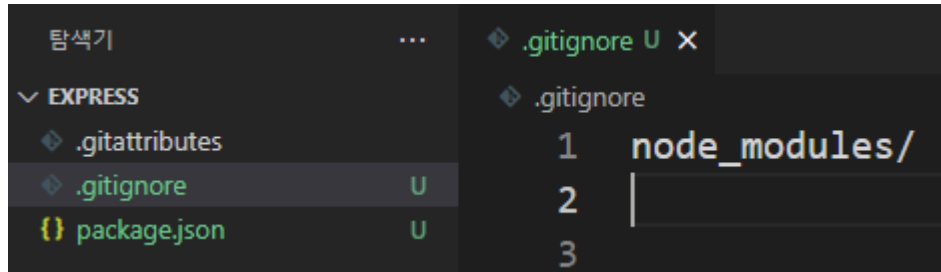 탐색기 ...
EXPRESS
.gitattributes
.gitignore U
{} package.json U
.gitignore U ×
.gitignore
1 node_modules/
2
3